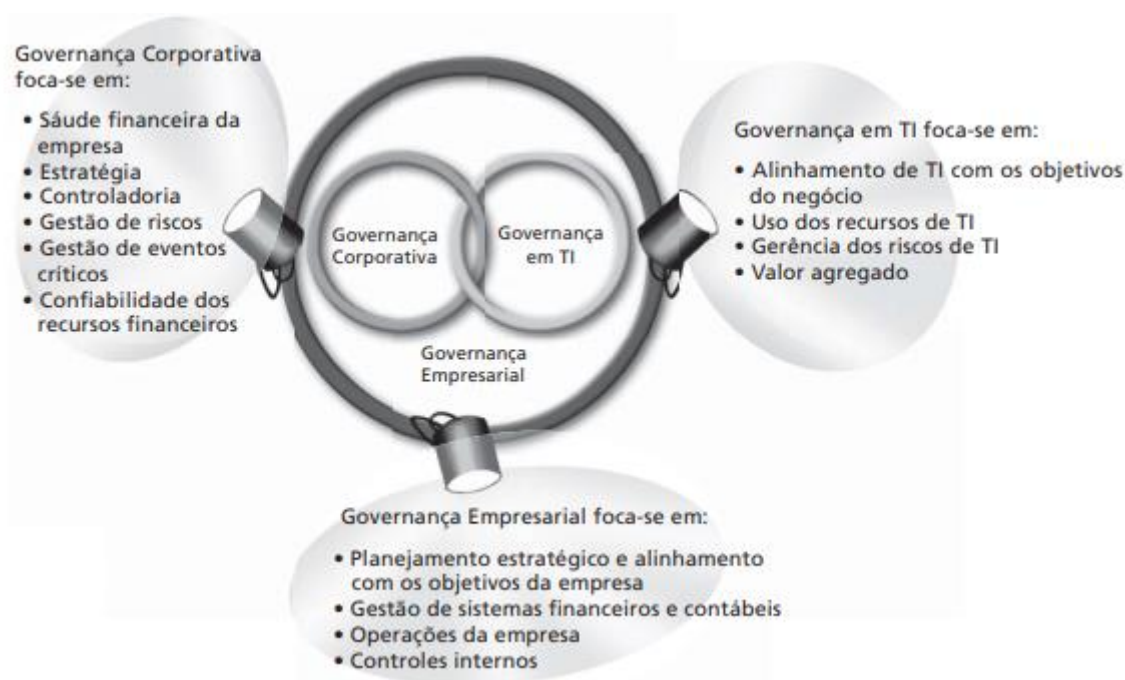 Governança Corporativa
foca-se em:
• Sáude financeira da
empresa
• Estratégia
• Controladoria
• Gestão de riscos
• Gestão de eventos
críticos
• Confiabilidade dos
recursos financeiros
Governança
Corporativa
Governança
em TI
Governança
Empresarial
Governança em TI foca-se em:
• Alinhamento de TI com os objetivos
do negócio
• Uso dos recursos de TI
• Gerência dos riscos de TI
• Valor agregado
Governança Empresarial foca-se em:
• Planejamento estratégico e alinhamento
com os objetivos da empresa
• Gestão de sistemas financeiros e contábeis
• Operações da empresa
• Controles internos